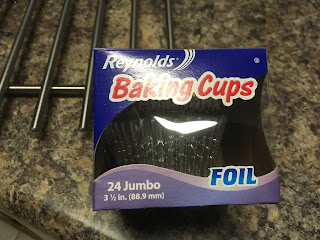 Reynolds®
Baking Cups
24 Jumbo
3 ½ in. (88.9 mm)
FOIL